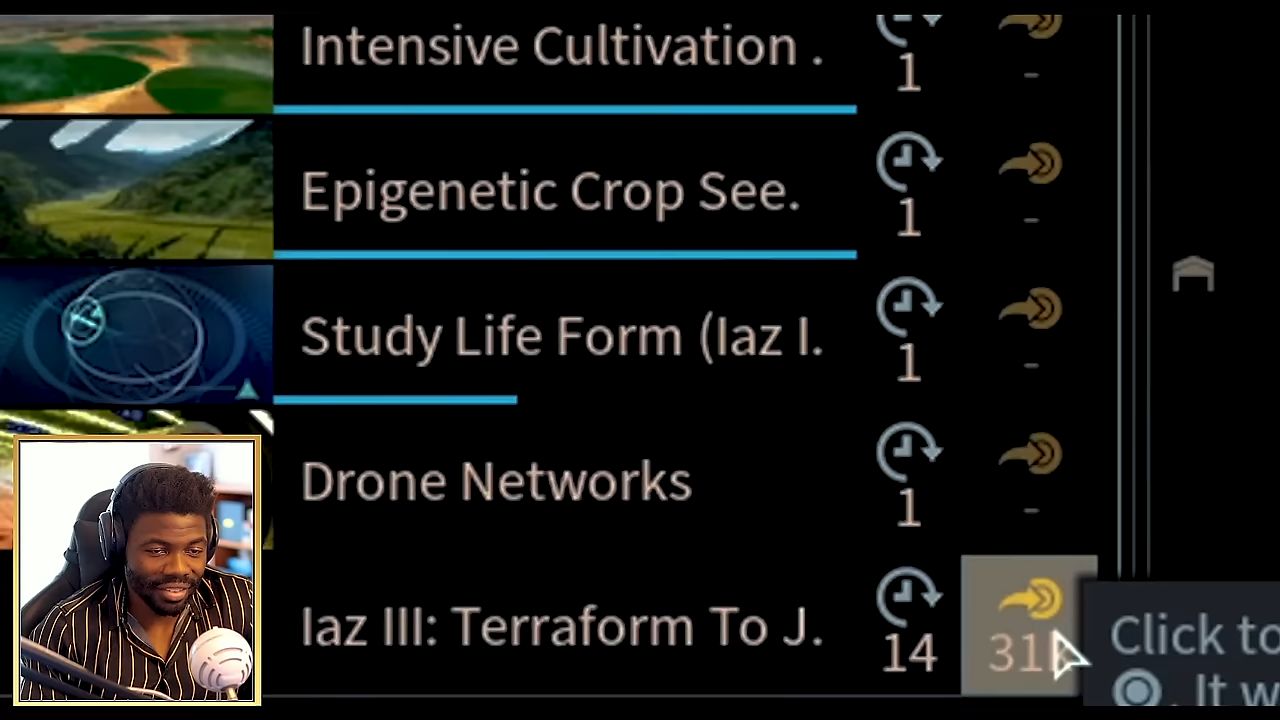 Intensive Cultivation . 1 -
Epigenetic Crop See. 1 -
Study Life Form (Iaz I. 1 -
Drone Networks 1 -
Iaz III: Terraform To J. 14
Click to
. It w